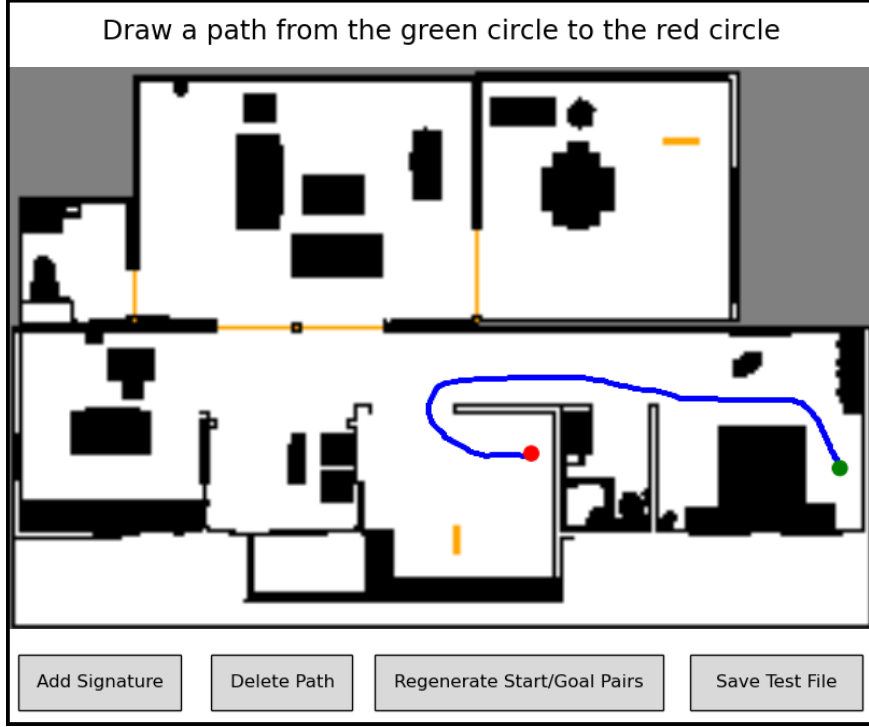 Draw a path from the green circle to the red circle
Add Signature
Delete Path
Regenerate Start/Goal Pairs
Save Test File